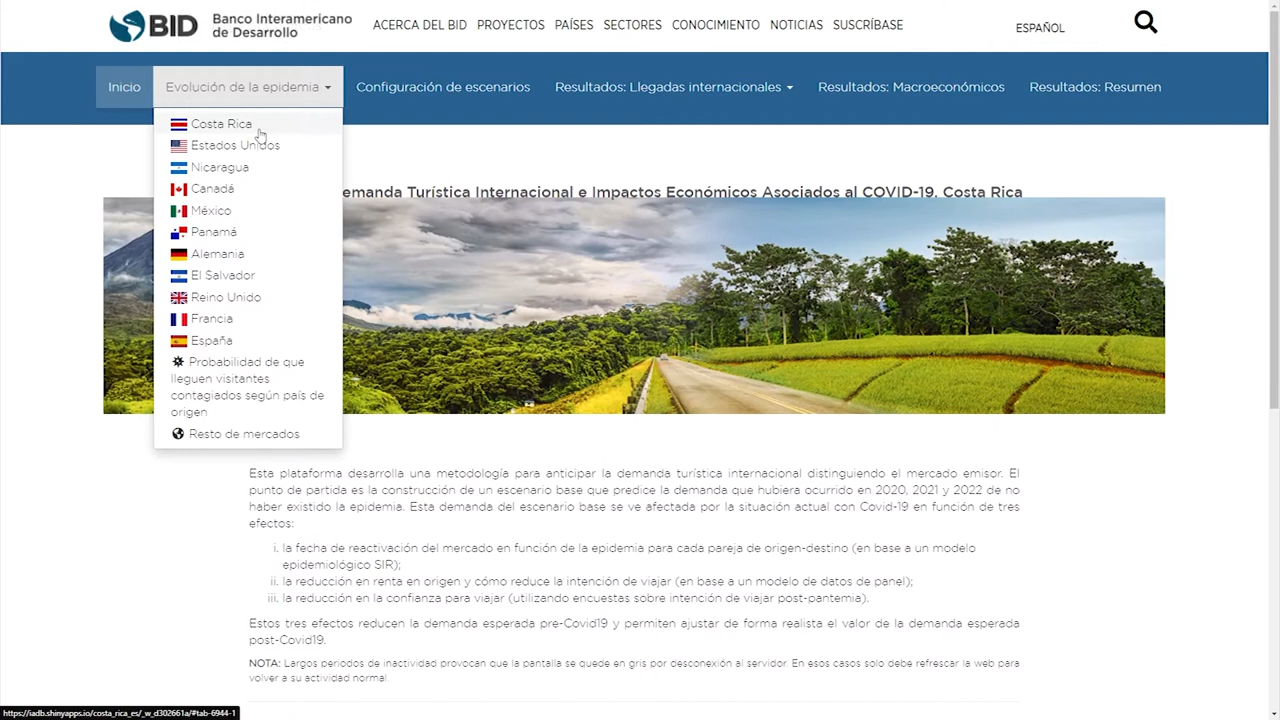 BID
Banco Interamericano
de Desarrollo
ACERCA DEL BID PROYECTOS PAÍSES SECTORES CONOCIMIENTO NOTICIAS SUSCRÍBASE
ESPAÑOL
Inicio
Evolución de la epidemia
Configuración de escenarios
Resultados: Llegadas internacionales
Resultados: Macroeconómicos
Resultados: Resumen
Costa Rica
Estados Unidos
Nicaragua
Canadá
México
Panamá
Alemania
El Salvador
Reino Unido
Francia
España
Probabilidad de que
lleguen visitantes
contagiados según país de
origen
Resto de mercados
emanda Turística Internacional e Impactos Económicos Asociados al COVID-19. Costa Rica
Esta plataforma desarrolla una metodología para anticipar la demanda turística internacional distinguiendo el mercado emisor. El
punto de partida es la construcción de un escenario base que predice la demanda que hubiera ocurrido en 2020, 2021 y 2022 de no
haber existido la epidemia. Esta demanda del escenario base se ve afectada por la situación actual con Covid-19 en función de tres
efectos:
i. la fecha de reactivación del mercado en función de la epidemia para cada pareja de origen-destino (en base a un modelo
epidemiológico SIR);
ii. la reducción en renta en origen y cómo reduce la intención de viajar (en base a un modelo de datos de panel);
iii. la reducción en la confianza para viajar (utilizando encuestas sobre intención de viajar post-pantemia).
Estos tres efectos reducen la demanda esperada pre-Covid19 y permiten ajustar de forma realista el valor de la demanda esperada
post-Covid19.
NOTA: Largos periodos de inactividad provocan que la pantalla se quede en gris por desconexión al servidor. En esos casos solo debe refrescar la web para
volver a su actividad normal.
https://iadb.shinyapps.io/costa_rica_es/_w_d302661a/#tab-6944-1